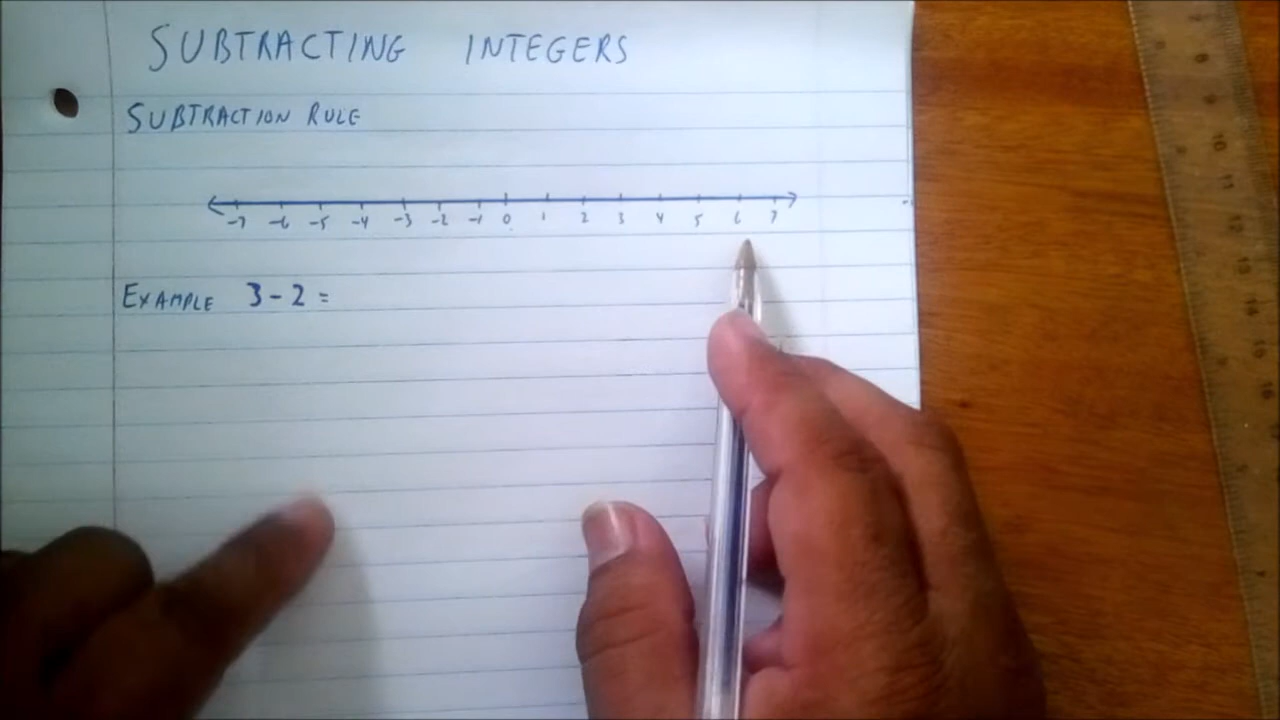 SUBTRACTING INTEGERS
SUBTRACTION RULE
-7 -6 -5 -4 -3 -2 -1 0 1 2 3 4 5 6 7
EXAMPLE 3-2=